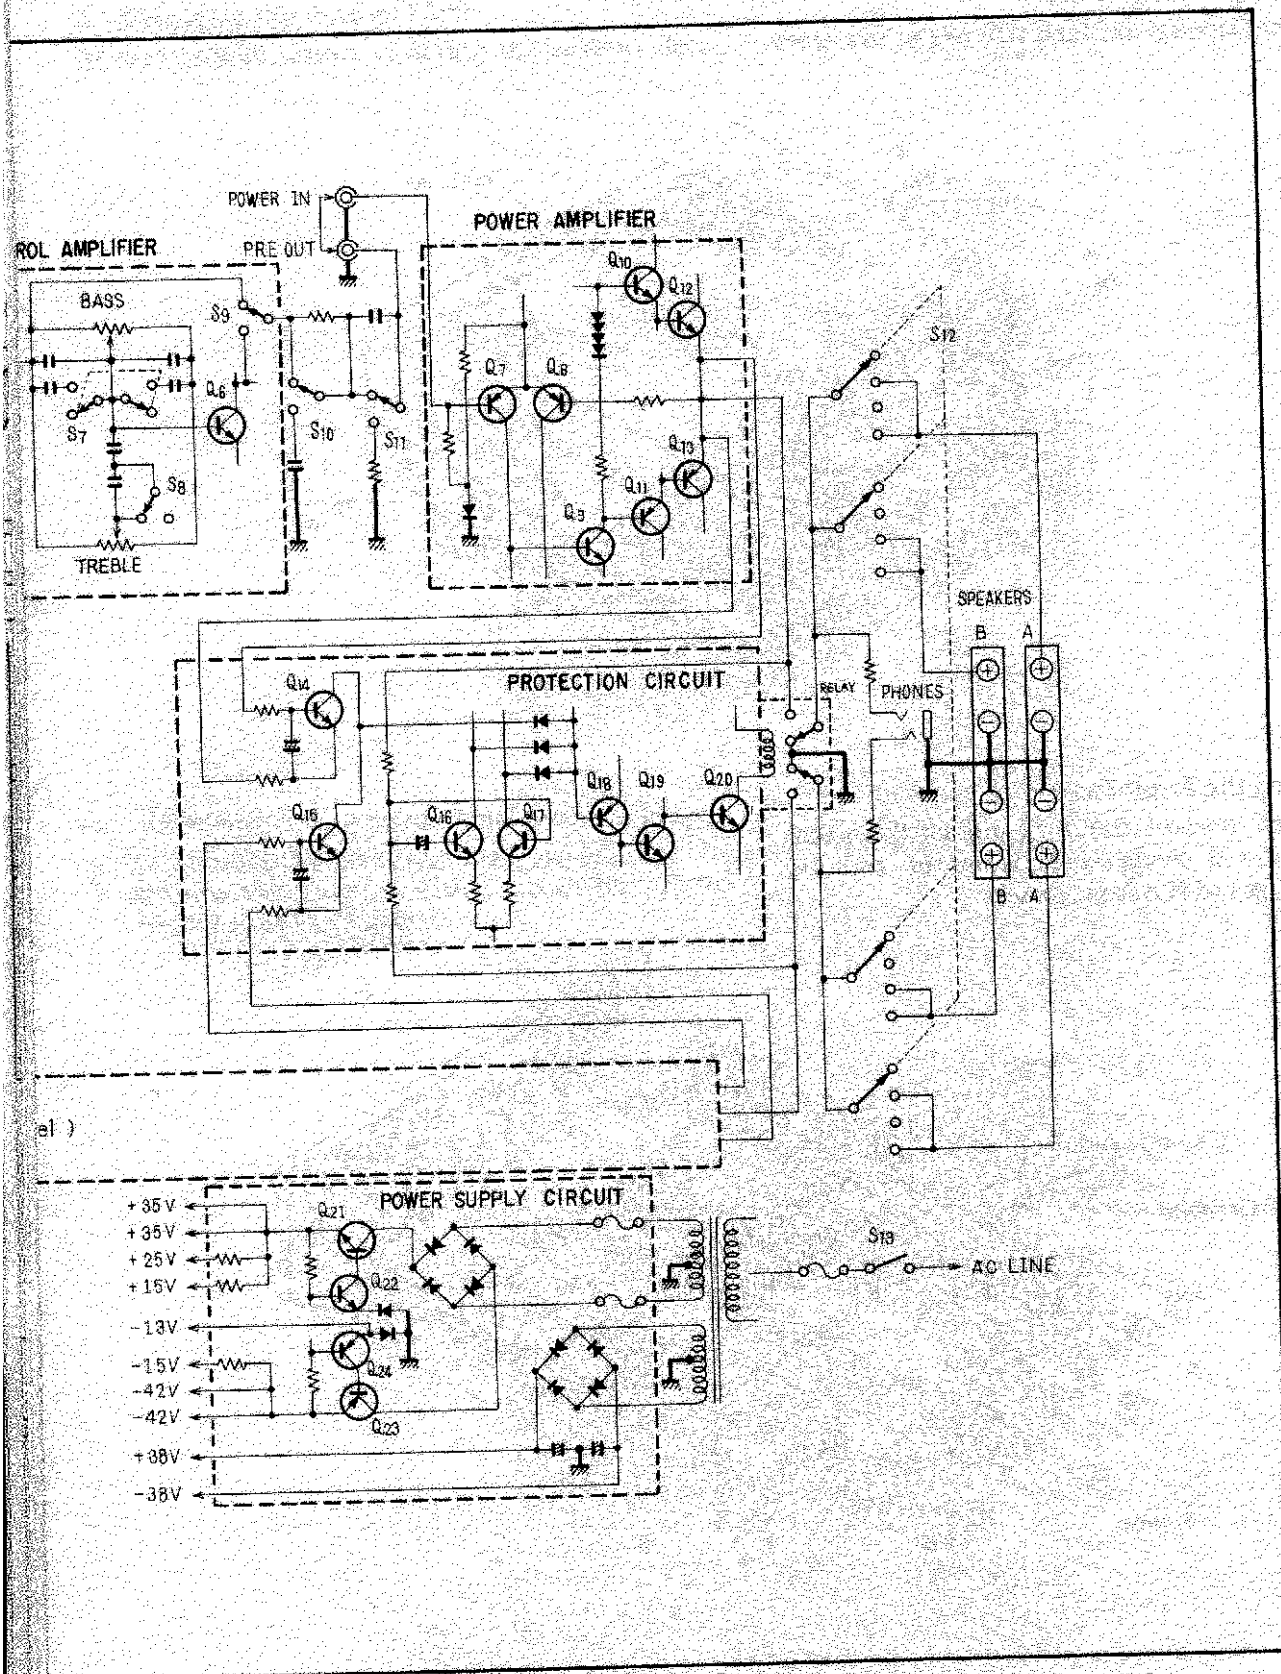 POWER IN
POWER AMPLIFIER
ROL AMPLIFIER
PRE OUT
Q10
BASS
Q12
S9
S12
Q7
Q8
Q6
S7
S10
S11
Q13
S8
Q11
Q9
TREBLE
SPEAKERS
B A
Q14
PROTECTION CIRCUIT
RELAY
PHONES
+ +
− −
Q18
Q19
Q20
Q15
Q16
Q17
− −
+ +
B A
el )
POWER SUPPLY CIRCUIT
+35V
Q21
+35V
S13
+25V
AC LINE
+15V
Q22
-13V
-15V
Q24
-42V
-42V
Q23
+38V
-38V